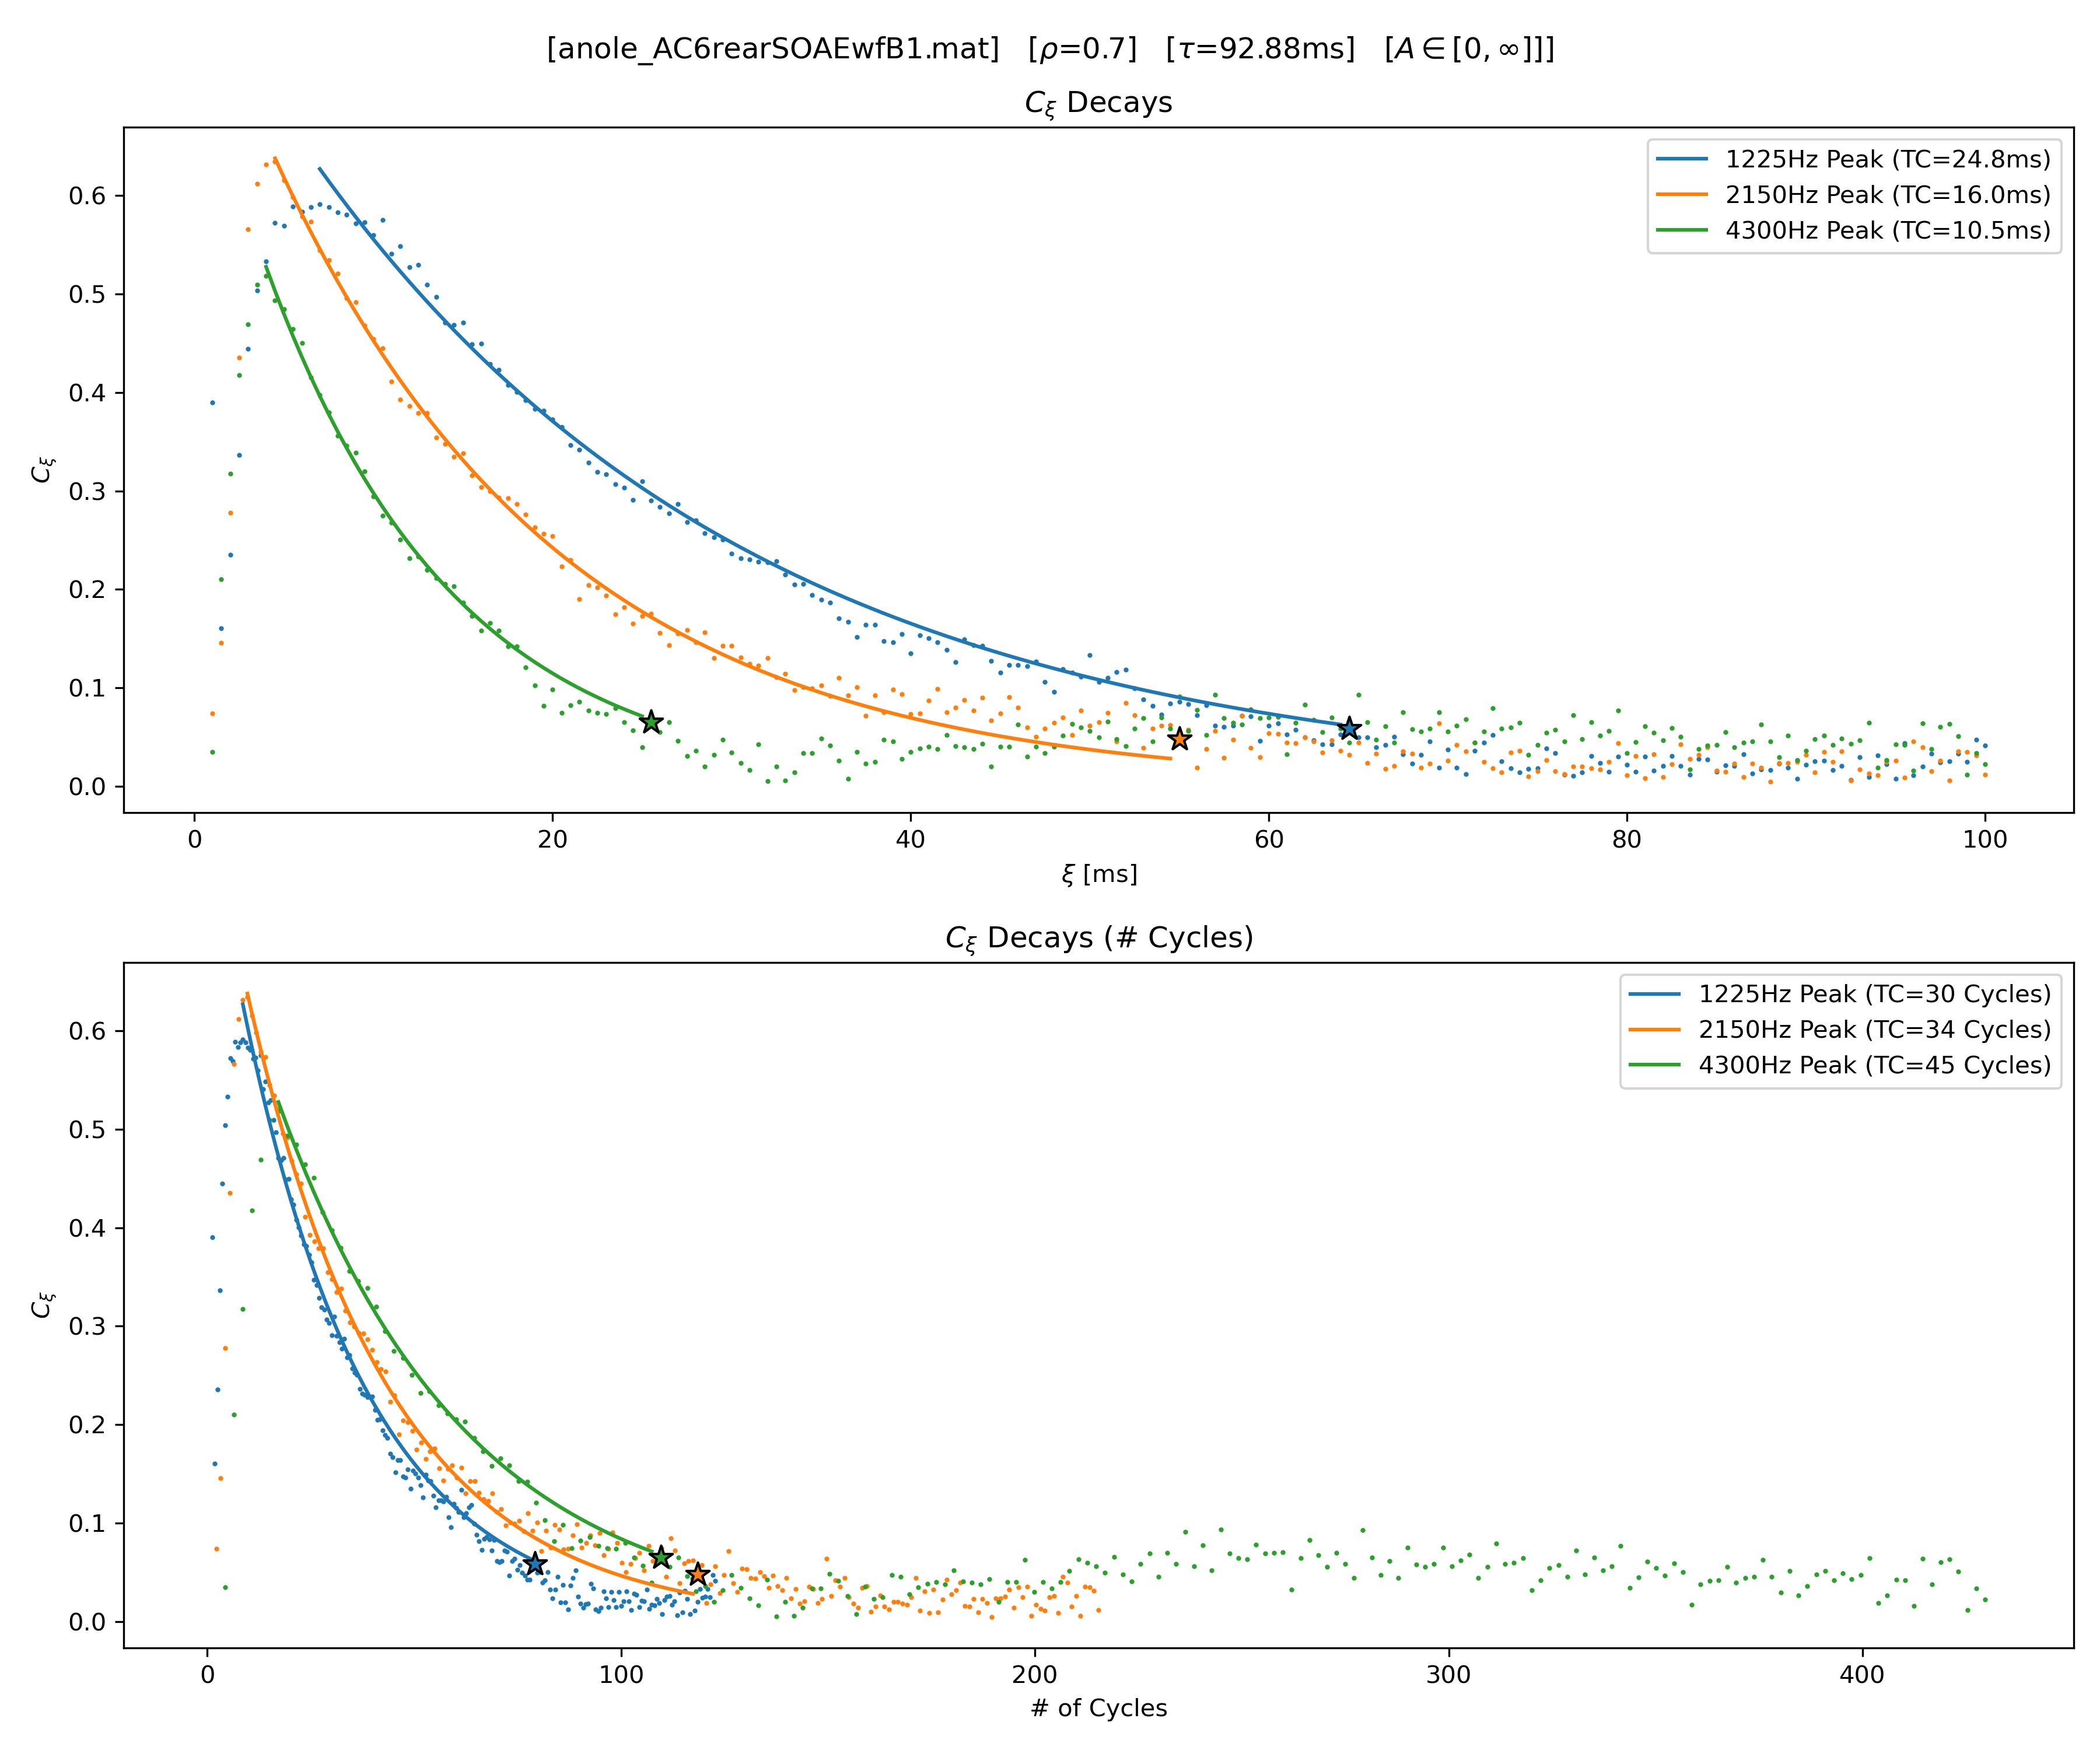 [anole_AC6rearSOAEwfB1.mat] [ρ=0.7] [τ=92.88ms] [A ∈ [0, ∞]]]
C_ξ Decays
1225Hz Peak (TC=24.8ms)
2150Hz Peak (TC=16.0ms)
4300Hz Peak (TC=10.5ms)
C_ξ
0.6
0.5
0.4
0.3
0.2
0.1
0.0
0 20 40 60 80 100
ξ [ms]
C_ξ Decays (# Cycles)
1225Hz Peak (TC=30 Cycles)
2150Hz Peak (TC=34 Cycles)
4300Hz Peak (TC=45 Cycles)
C_ξ
0.6
0.5
0.4
0.3
0.2
0.1
0.0
0 100 200 300 400
# of Cycles